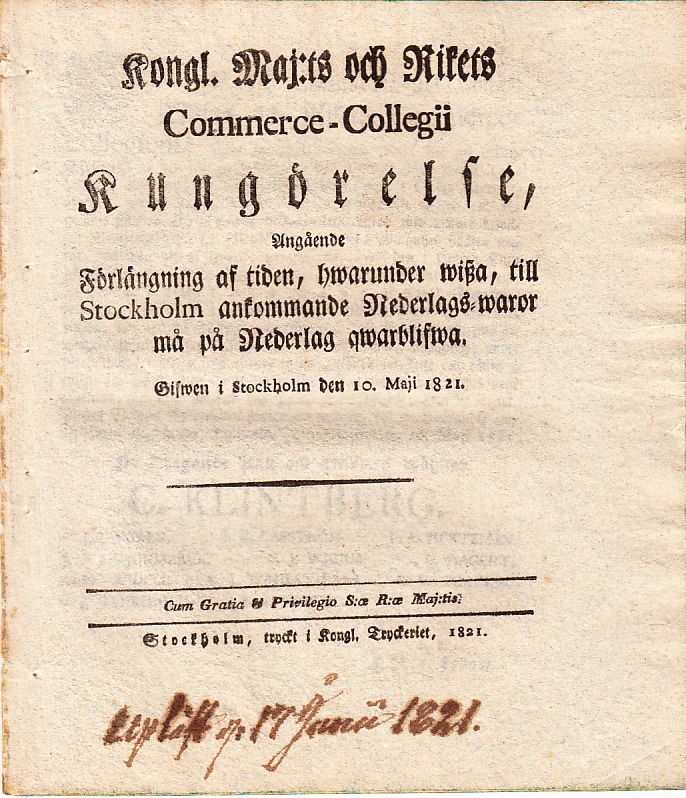 Kongl. Maj:ts och Rikets
Commerce-Collegii
Kungörelse,
Angående
Förlängning af tiden, hwarunder wißa, till
Stockholm ankommande Nederlags-waror
må på Nederlag qwarblifwa.
Gifwen i Stockholm den 10. Maji 1821.
C. KLINTBERG.
Cum Gratia & Privilegio S:æ R:æ Maj:tis.
Stockholm, tryckt i Kongl. Tryckeriet, 1821.
17 Junii 1821.